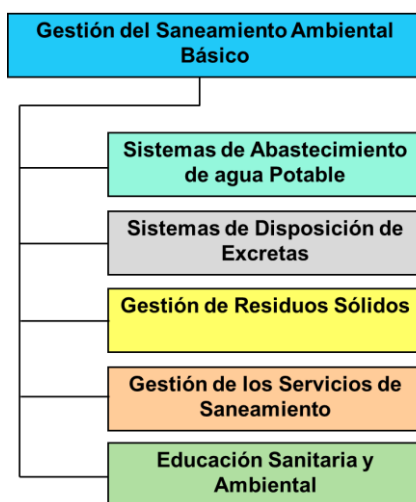 Gestión del Saneamiento Ambiental
Básico
Sistemas de Abastecimiento
de agua Potable
Sistemas de Disposición de
Excretas
Gestión de Residuos Sólidos
Gestión de los Servicios de
Saneamiento
Educación Sanitaria y
Ambiental